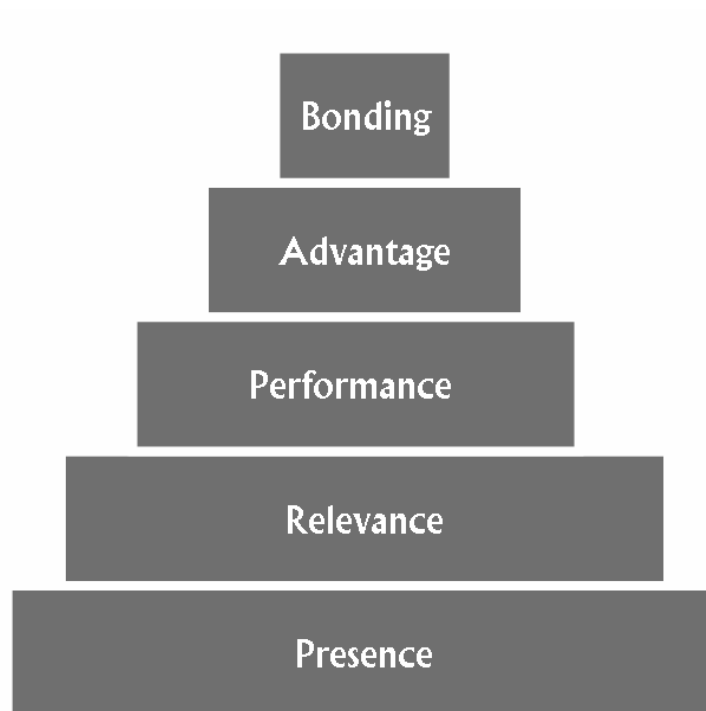 Bonding
Advantage
Performance
Relevance
Presence